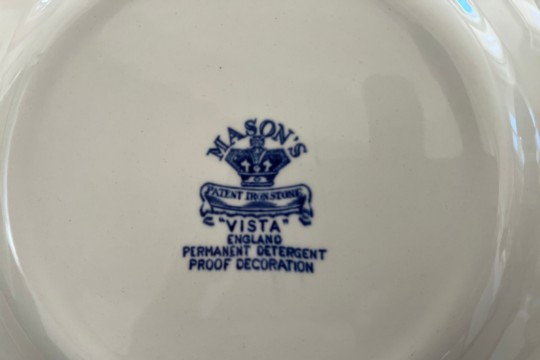 MASON'S
PATENT IRONSTONE
"VISTA"
ENGLAND
PERMANENT DETERGENT
PROOF DECORATION